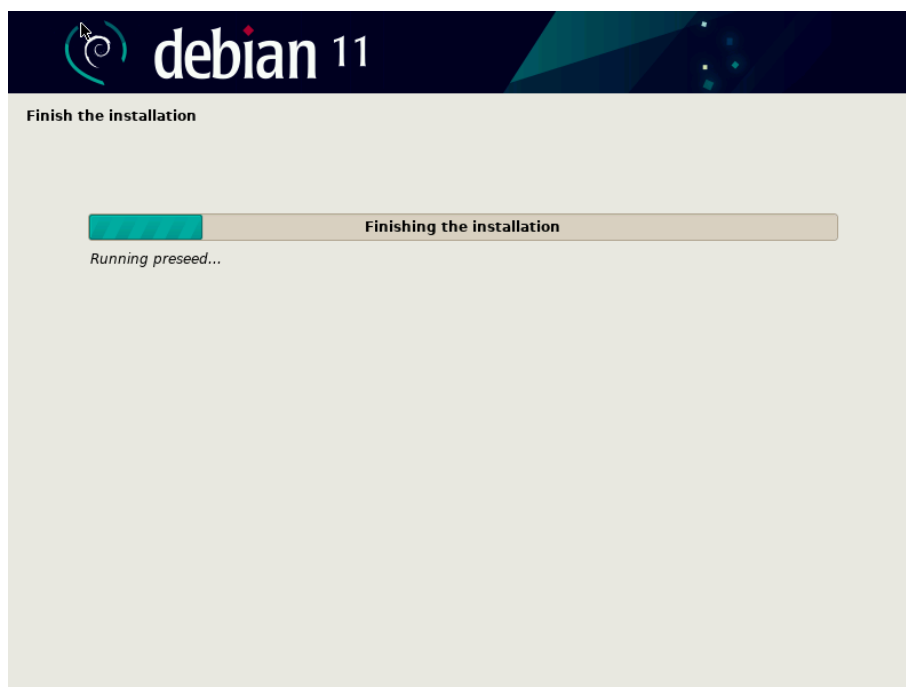 debian 11
Finish the installation
Finishing the installation
Running preseed...